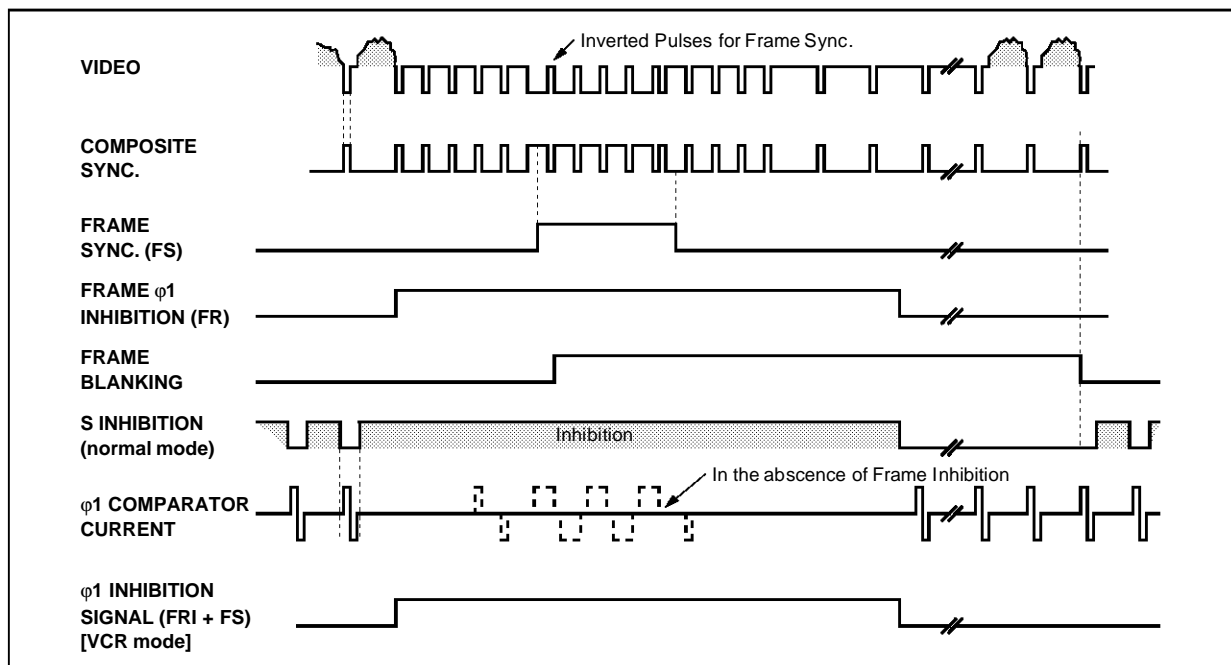 Inverted Pulses for Frame Sync.
VIDEO
COMPOSITE
SYNC.
FRAME
SYNC. (FS)
FRAME φ1
INHIBITION (FR)
FRAME
BLANKING
S INHIBITION
(normal mode)
Inhibition
In the abscence of Frame Inhibition
φ1 COMPARATOR
CURRENT
φ1 INHIBITION
SIGNAL (FRI + FS)
[VCR mode]